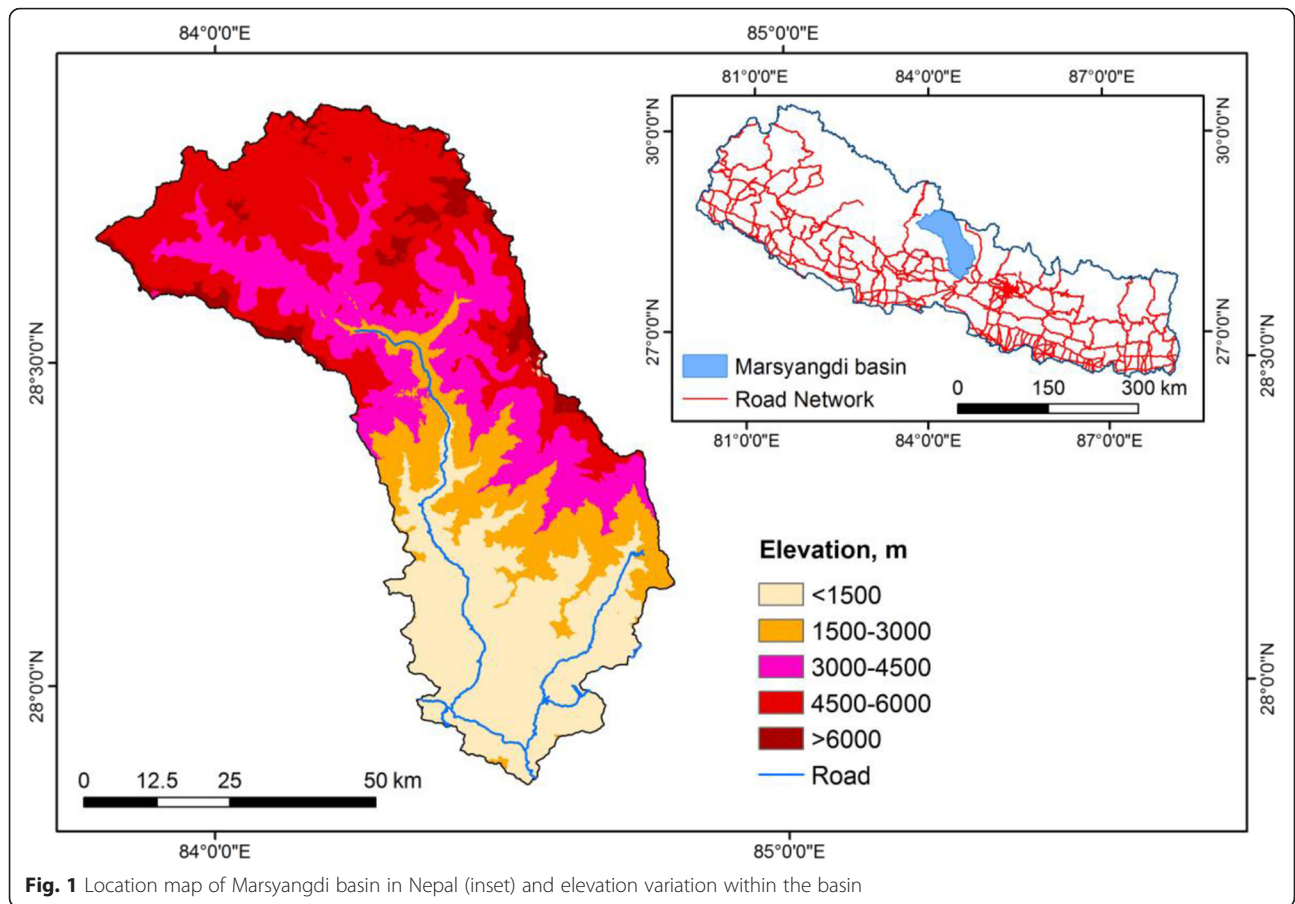 84°0'0"E 85°0'0"E
81°0'0"E 84°0'0"E 87°0'0"E
30°0'0"N 30°0'0"N
27°0'0"N 27°0'0"N
Marsyangdi basin
Road Network
0 150 300 km
81°0'0"E 84°0'0"E 87°0'0"E
28°30'0"N 28°30'0"N
Elevation, m
<1500
1500-3000
3000-4500
4500-6000
>6000
Road
28°0'0"N 28°0'0"N
0 12.5 25 50 km
84°0'0"E 85°0'0"E
Fig. 1 Location map of Marsyangdi basin in Nepal (inset) and elevation variation within the basin